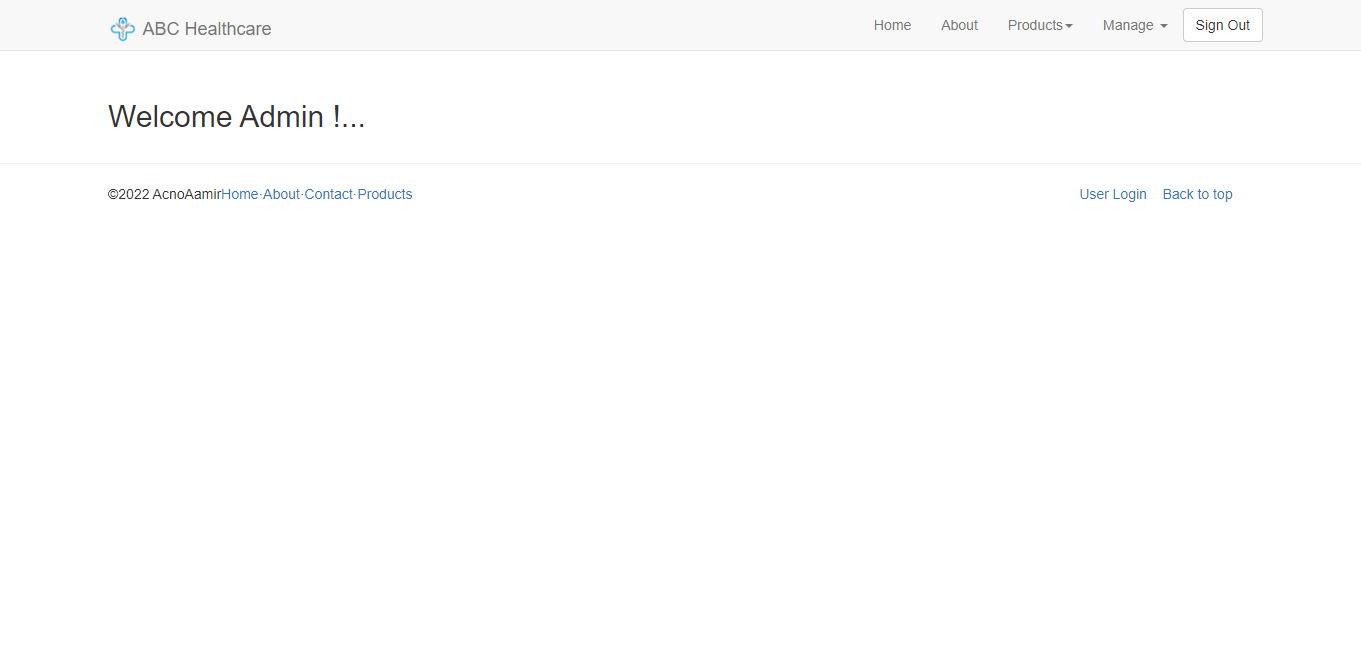 ABC Healthcare Home About Products Manage Sign Out
Welcome Admin !...
©2022 AcnoAamirHome·About·Contact·Products User Login Back to top